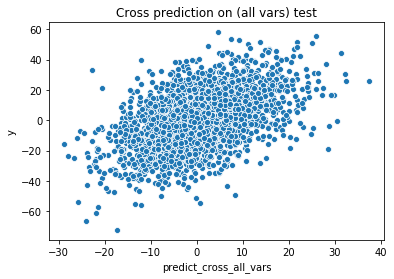 Cross prediction on (all vars) test
60
40
20
0
−20
−40
−60
y
−30 −20 −10 0 10 20 30 40
predict_cross_all_vars